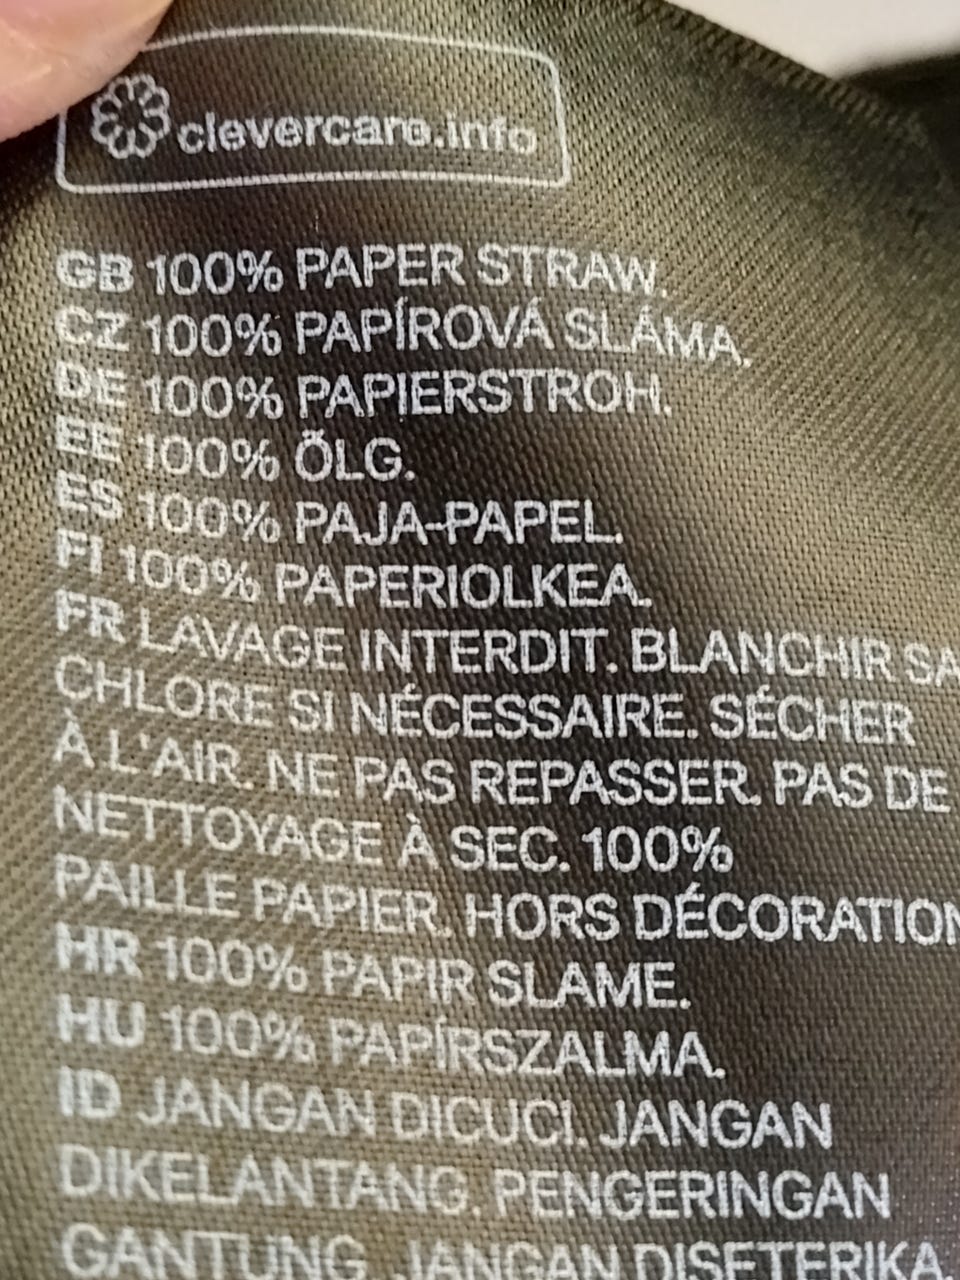 clevercare.info
GB 100% PAPER STRAW.
CZ 100% PAPÍROVÁ SLÁMA.
DE 100% PAPIERSTROH.
EE 100% ÕLG.
ES 100% PAJA-PAPEL.
FI 100% PAPERIOLKEA.
FR LAVAGE INTERDIT. BLANCHIR SA
CHLORE SI NÉCESSAIRE. SÉCHER
À L'AIR. NE PAS REPASSER. PAS DE
NETTOYAGE À SEC. 100%
PAILLE PAPIER. HORS DÉCORATION
HR 100% PAPIR SLAME.
HU 100% PAPÍRSZALMA.
ID JANGAN DICUCI. JANGAN
DIKELANTANG. PENGERINGAN
GANTUNG. JANGAN DISETERIKA.